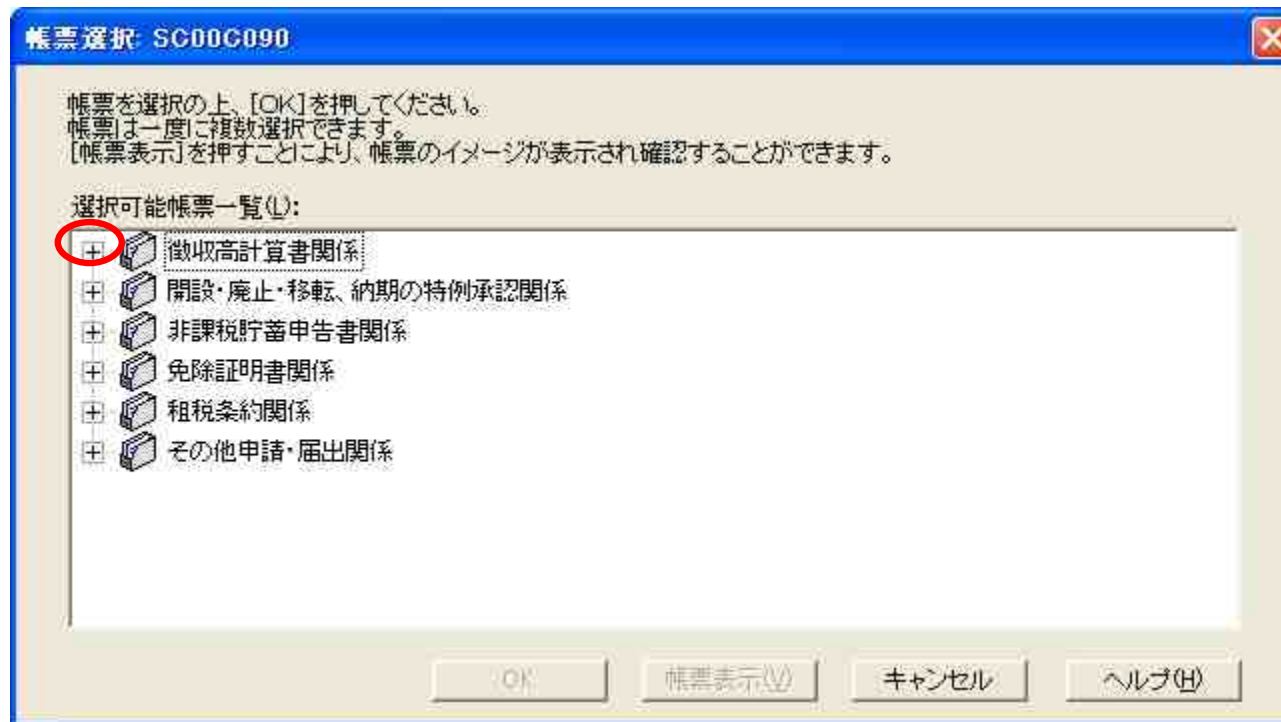 帳票選択: SC00C090
帳票を選択の上、[OK]を押してください。
帳票は一度に複数選択できます。
[帳票表示]を押すことにより、帳票のイメージが表示され確認することができます。
選択可能帳票一覧(L):
徴収高計算書関係
開設・廃止・移転、納期の特例承認関係
非課税貯蓄申告書関係
免除証明書関係
租税条約関係
その他申請・届出関係
OK 帳票表示(V) キャンセル ヘルプ(H)